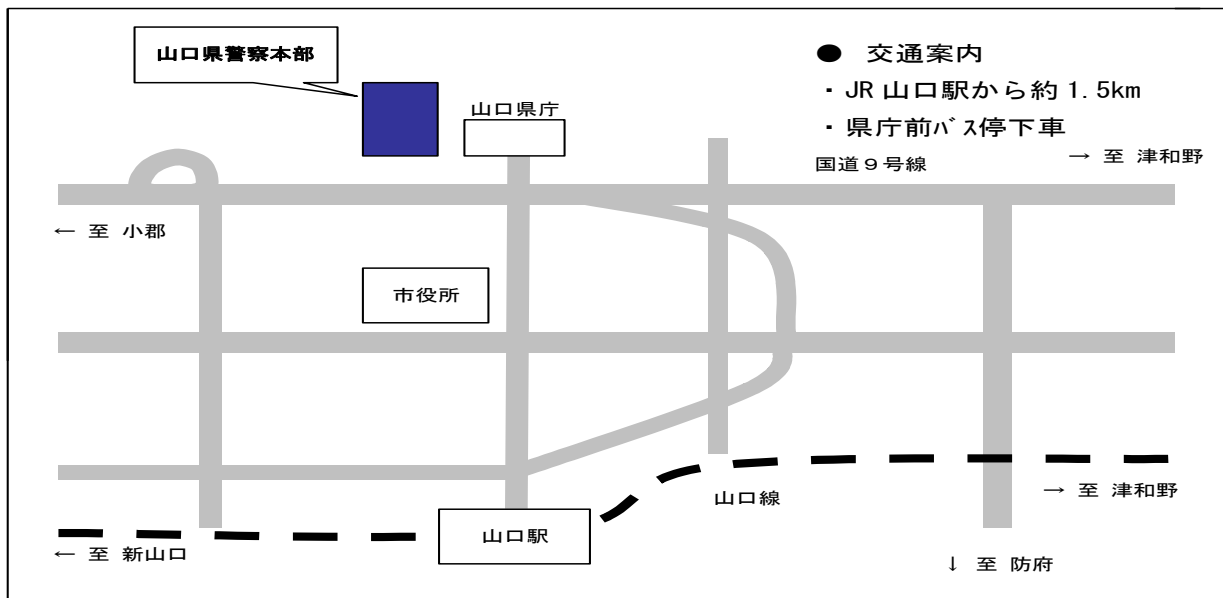 山口県警察本部
● 交通案内
・JR 山口駅から約 1.5km
・県庁前ﾊﾞｽ停下車
山口県庁
国道９号線
→ 至 津和野
← 至 小郡
市役所
山口線
→ 至 津和野
山口駅
← 至 新山口
↓ 至 防府